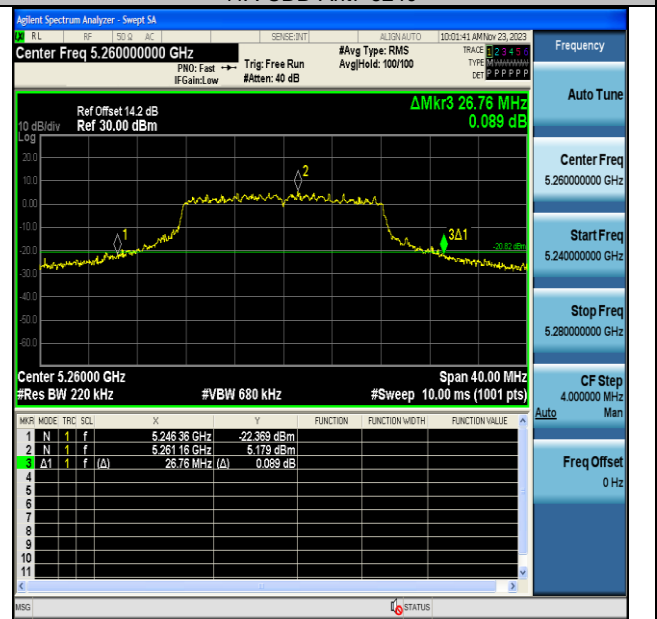 Agilent Spectrum Analyzer - Swept SA
RL RF 50 Ω AC SENSE:INT ALIGN AUTO 10:01:41 AM Nov 23, 2023
Center Freq 5.260000000 GHz
PNO: Fast
IFGain:Low
Trig: Free Run
#Atten: 40 dB
#Avg Type: RMS
Avg|Hold: 100/100
TRACE 1 2 3 4 5 6
TYPE M
DET P P P P P P
ΔMkr3 26.76 MHz
0.089 dB
Ref Offset 14.2 dB
10 dB/div Ref 30.00 dBm
Log
20.0
10.0
0.00
-10.0
-20.0
-30.0
-40.0
-50.0
-60.0
1
2
3Δ1
-20.82 dBm
Center 5.26000 GHz Span 40.00 MHz
#Res BW 220 kHz #VBW 680 kHz #Sweep 10.00 ms (1001 pts)
MKR MODE TRC SCL X Y FUNCTION FUNCTION WIDTH FUNCTION VALUE
1 N 1 f 5.246 36 GHz -22.369 dBm
2 N 1 f 5.261 16 GHz 5.179 dBm
3 Δ1 1 f (Δ) 26.76 MHz (Δ) 0.089 dB
4
5
6
7
8
9
10
11
MSG STATUS
Frequency
Auto Tune
Center Freq
5.260000000 GHz
Start Freq
5.240000000 GHz
Stop Freq
5.280000000 GHz
CF Step
4.000000 MHz
Auto Man
Freq Offset
0 Hz